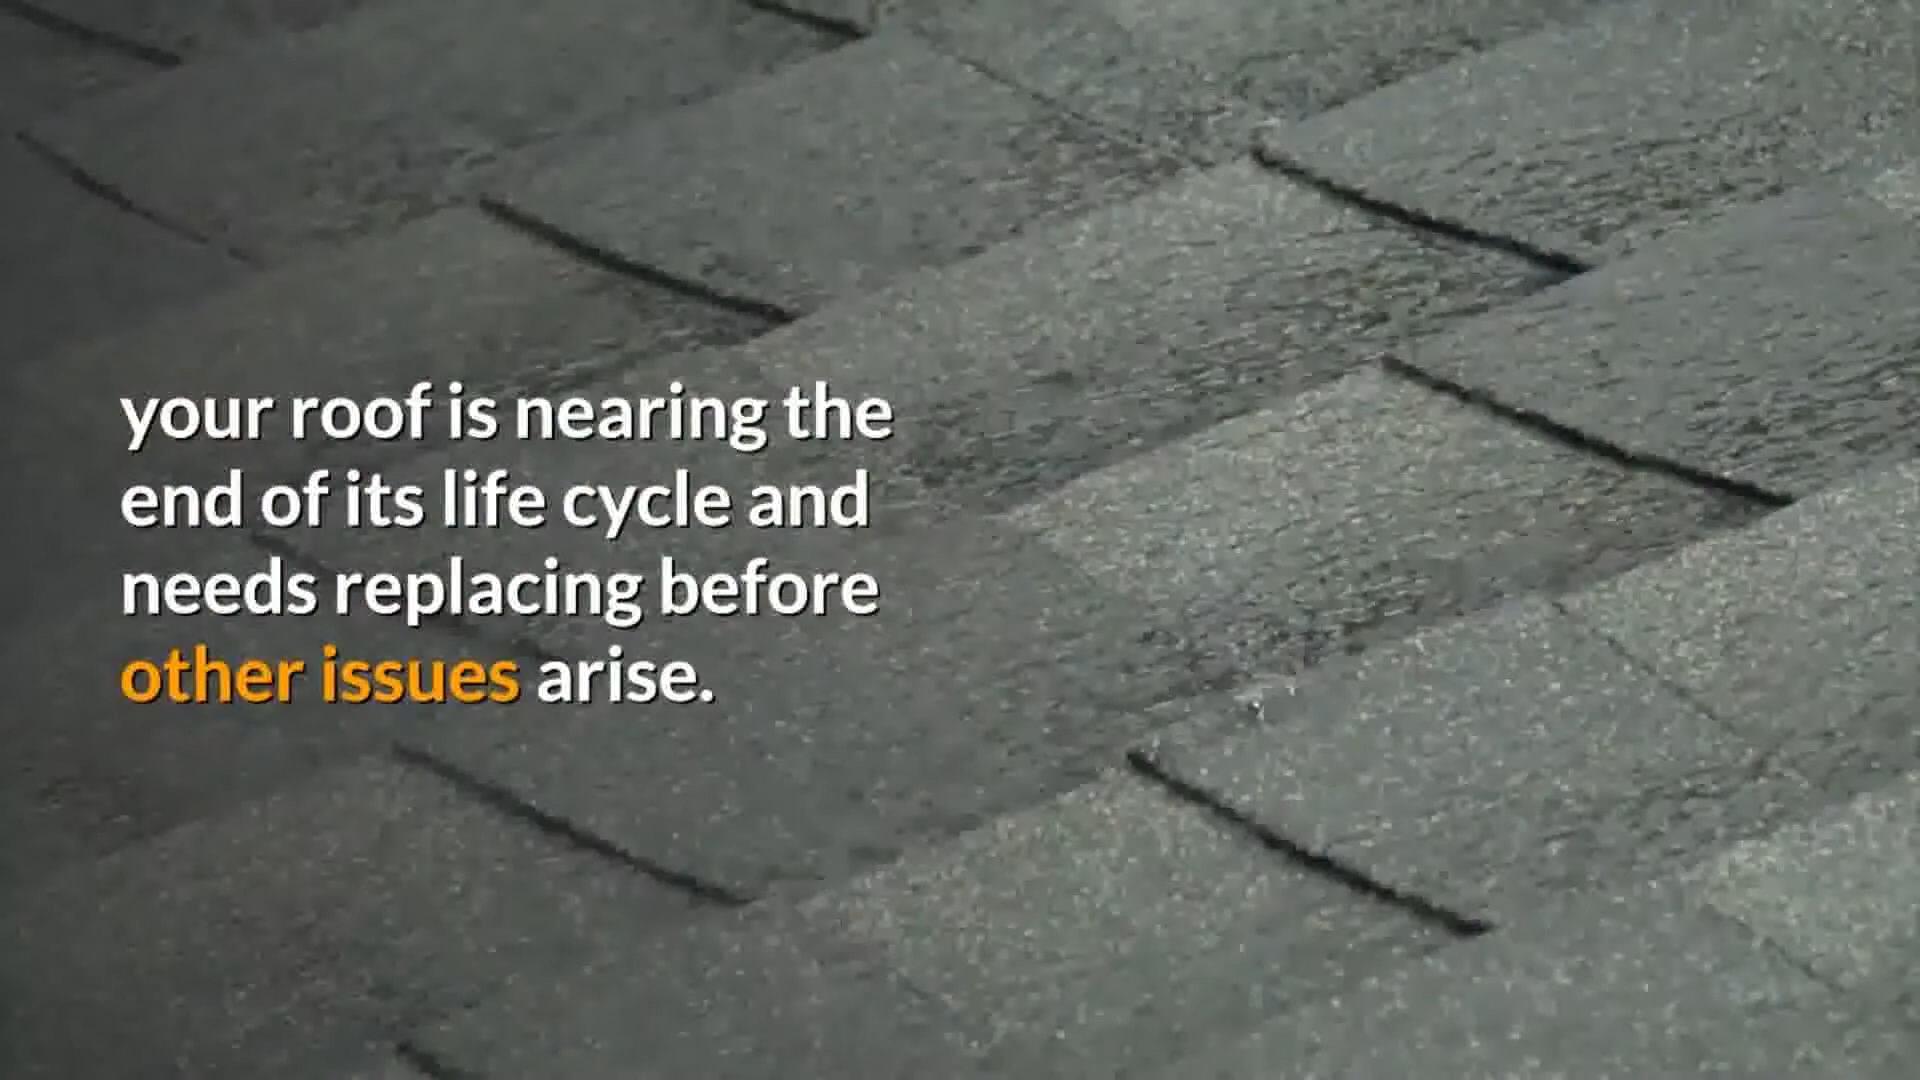 your roof is nearing the
end of its life cycle and
needs replacing before
other issues arise.